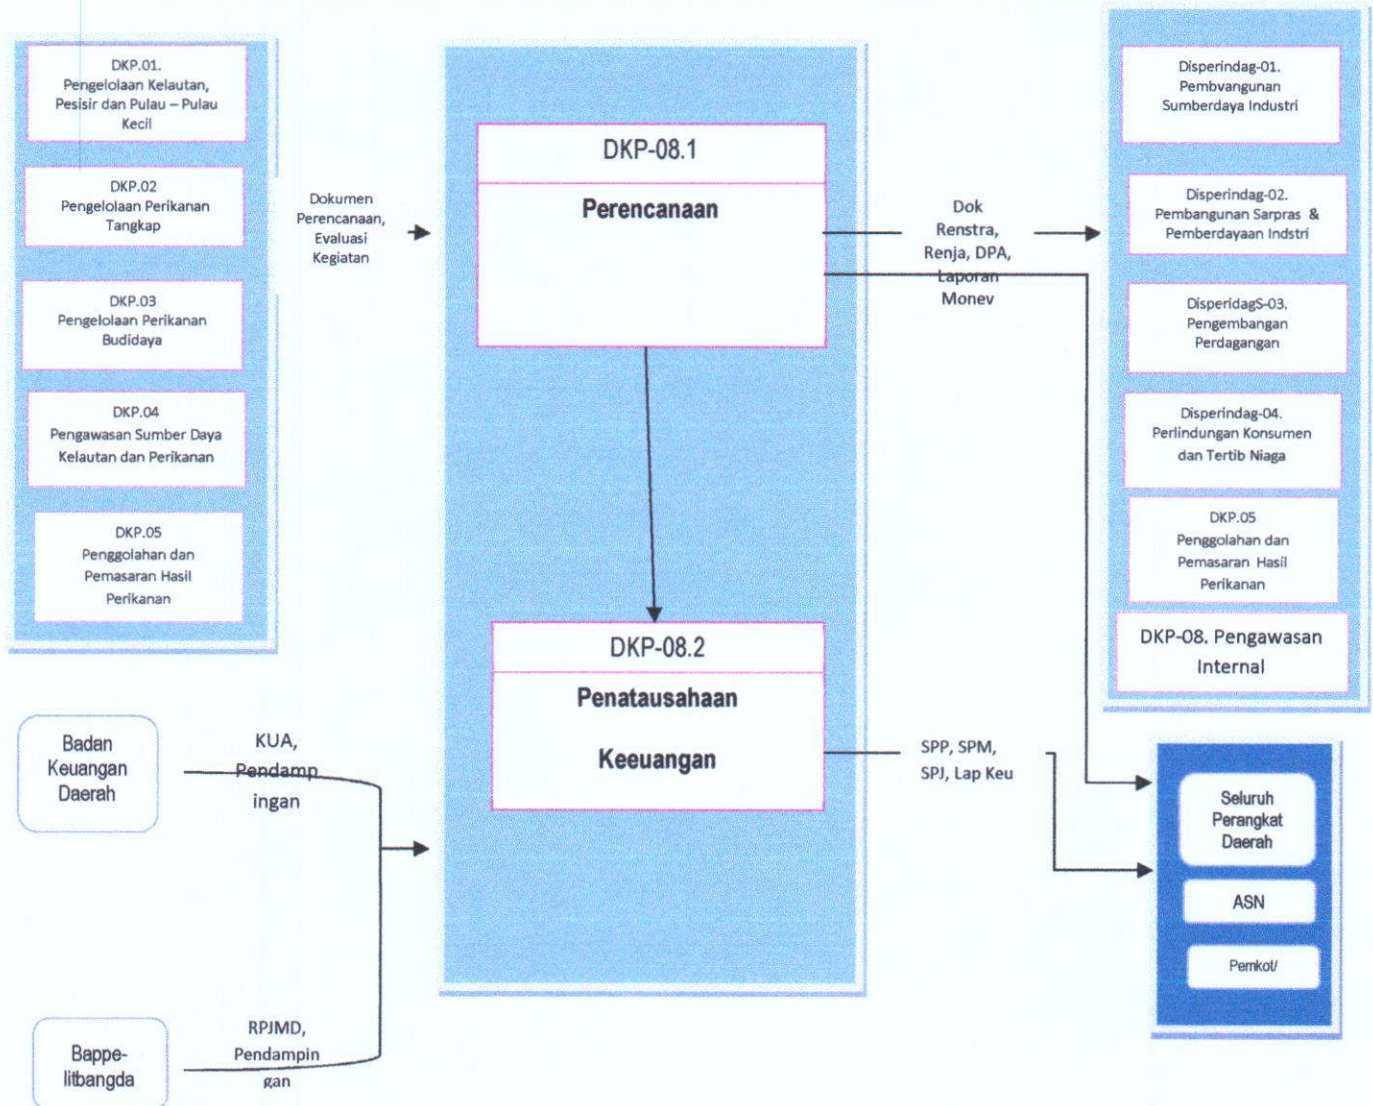 DKP.01.
Pengelolaan Kelautan,
Pesisir dan Pulau – Pulau
Kecil
DKP.02
Pengelolaan Perikanan
Tangkap
DKP.03
Pengelolaan Perikanan
Budidaya
DKP.04
Pengawasan Sumber Daya
Kelautan dan Perikanan
DKP.05
Penggolahan dan
Pemasaran Hasil
Perikanan
Dokumen
Perencanaan,
Evaluasi
Kegiatan
Badan
Keuangan
Daerah
KUA,
Pendamp
ingan
Bappe-
litbangda
RPJMD,
Pendampin
gan
DKP-08.1
Perencanaan
DKP-08.2
Penatausahaan
Keeuangan
Dok
Renstra,
Renja, DPA,
Laporan
Monev
SPP, SPM,
SPJ, Lap Keu
Disperindag-01.
Pembvangunan
Sumberdaya Industri
Disperindag-02.
Pembangunan Sarpras &
Pemberdayaan Indstri
DisperidagS-03.
Pengembangan
Perdagangan
Disperindag-04.
Perlindungan Konsumen
dan Tertib Niaga
DKP.05
Penggolahan dan
Pemasaran Hasil
Perikanan
DKP-08. Pengawasan
Internal
Seluruh
Perangkat
Daerah
ASN
Pemkot/